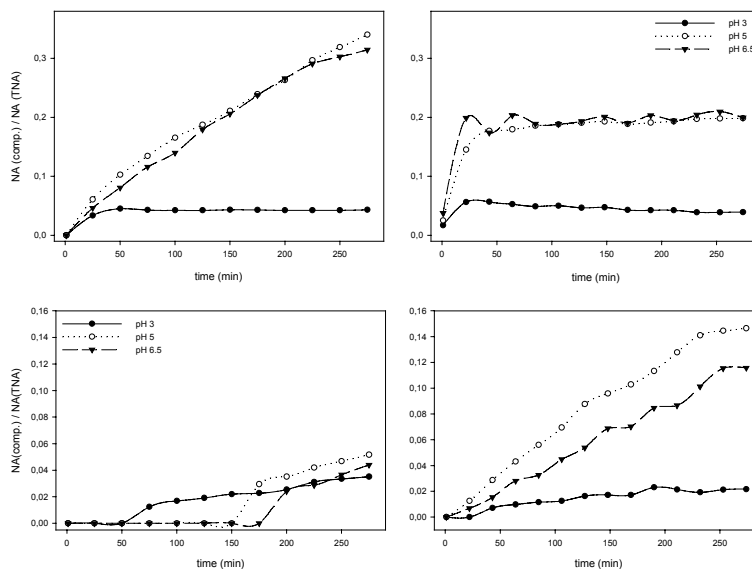 0,3
0,2
0,1
0,0
NA (comp.) / NA (TNA)
0 50 100 150 200 250
time (min)
pH 3
pH 5
pH 6.5
0,3
0,2
0,1
0,0
0 50 100 150 200 250
time (min)
0,16
0,14
0,12
0,10
0,08
0,06
0,04
0,02
0,00
NA(comp.) / NA(TNA)
pH 3
pH 5
pH 6.5
0 50 100 150 200 250
time (min)
0,16
0,14
0,12
0,10
0,08
0,06
0,04
0,02
0,00
0 50 100 150 200 250
time (min)